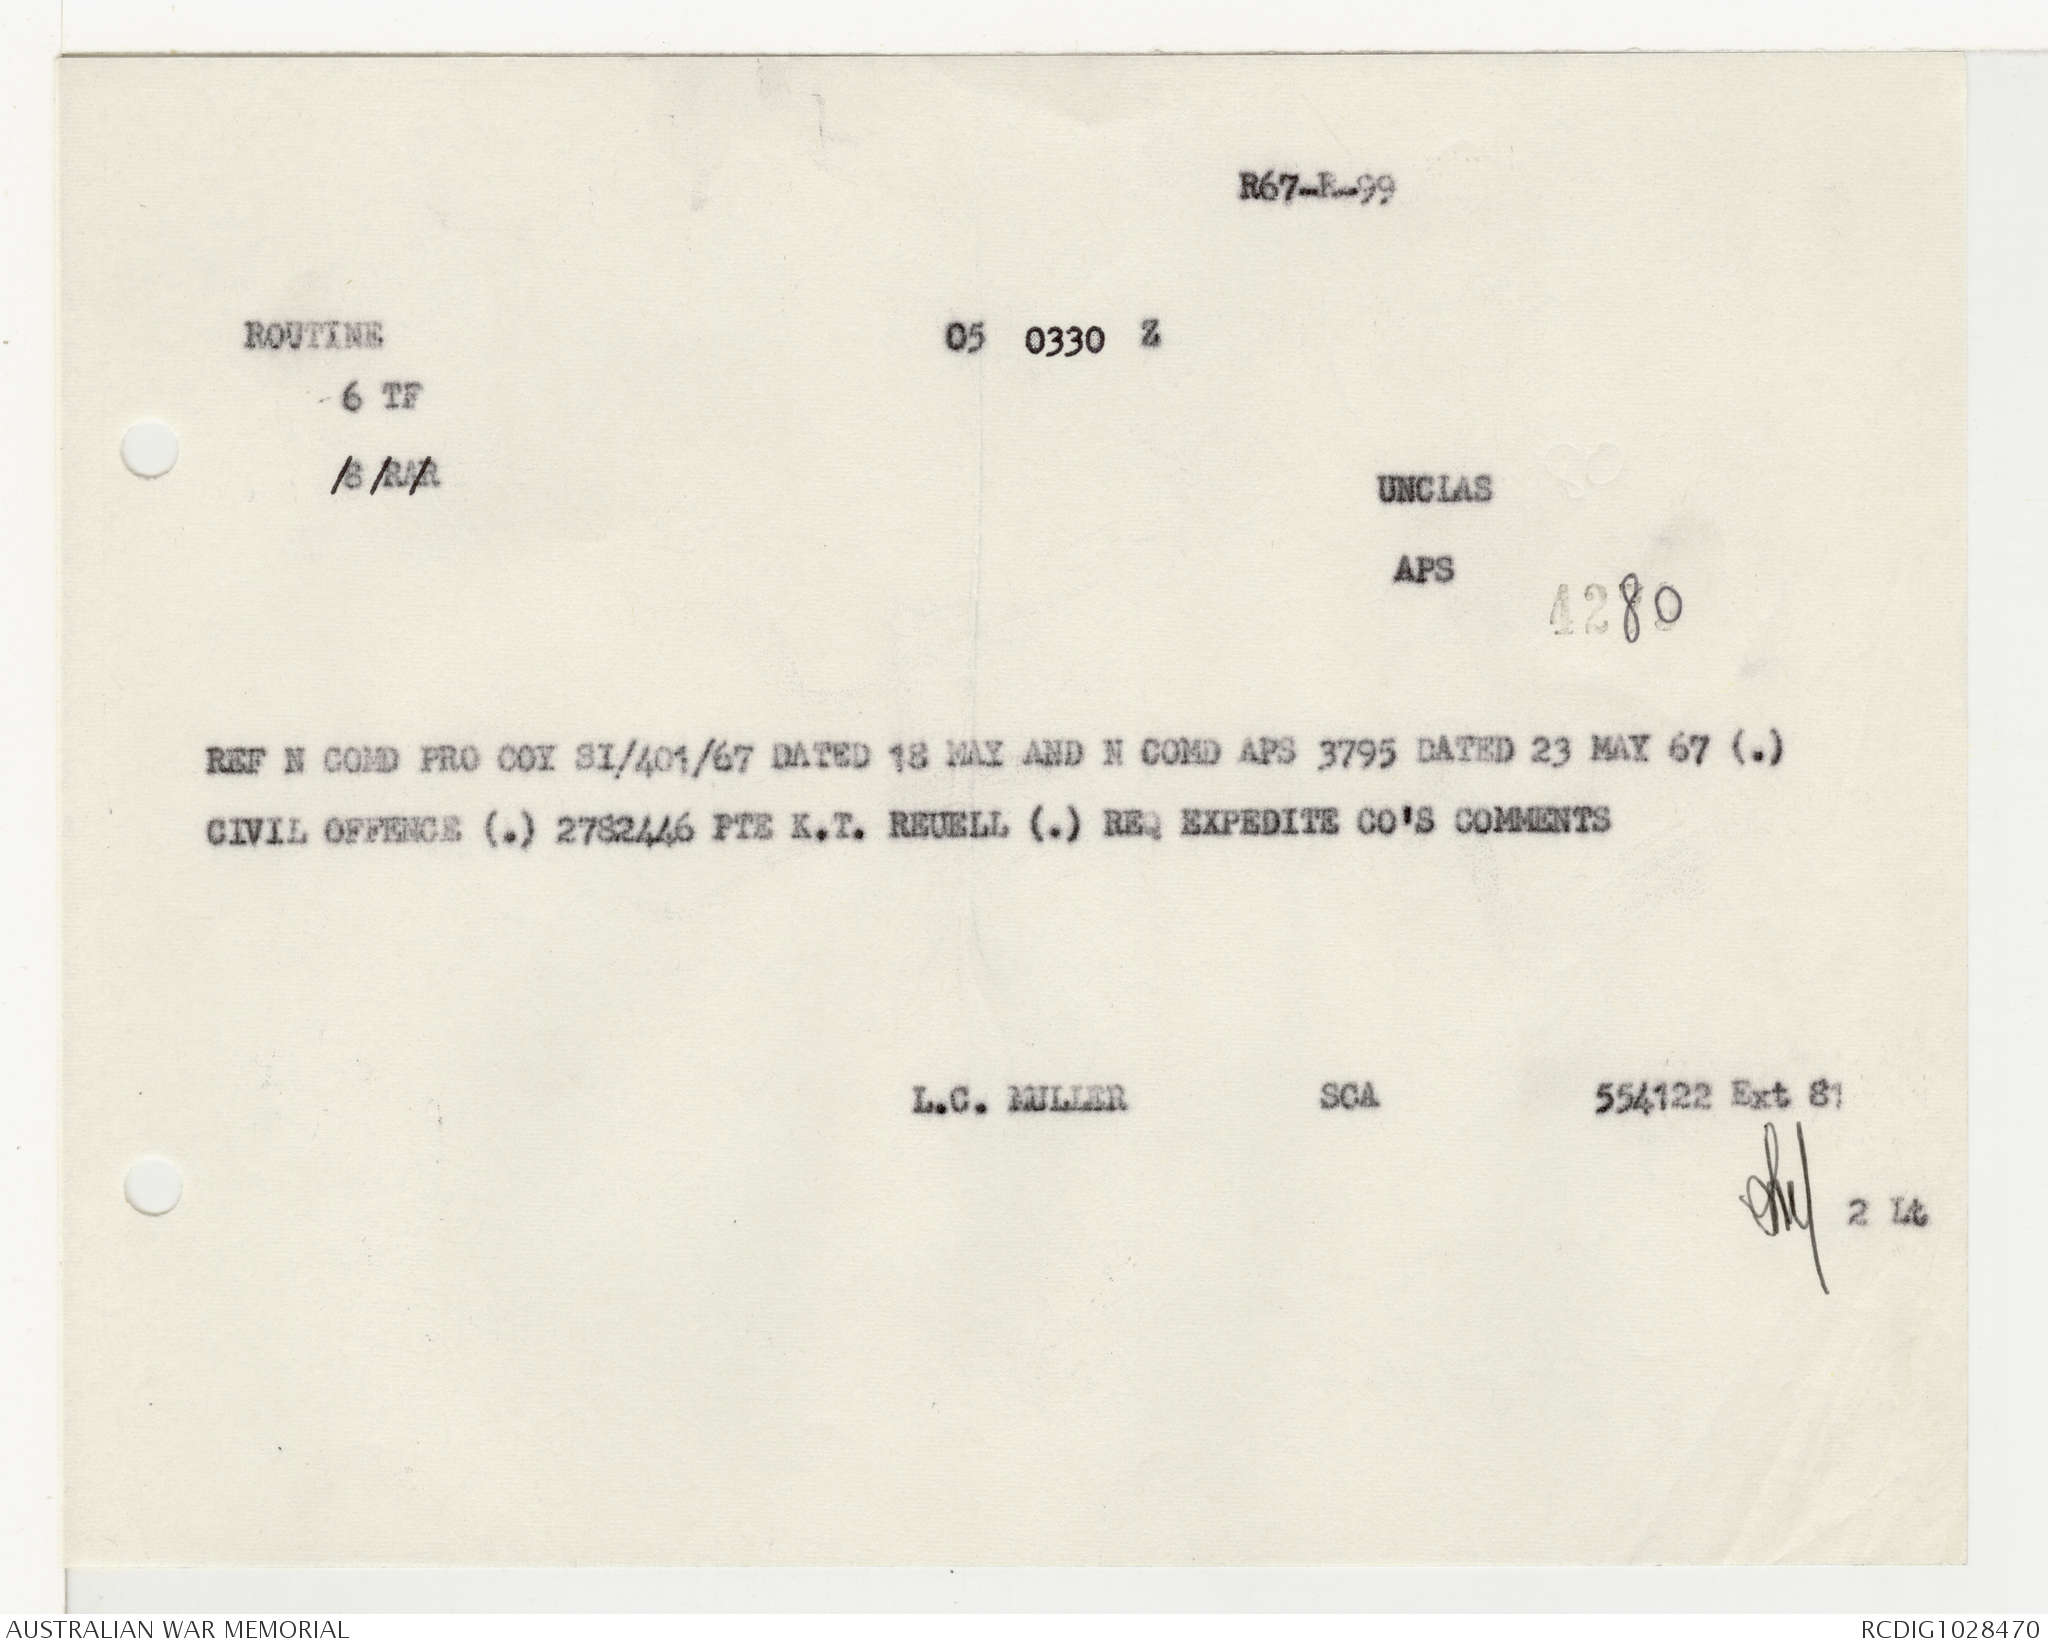 R67-R-99
ROUTINE 05 0330 Z
6 TF
8 RAR
UNCLAS
APS
4280
REF N COMD PRO COY SI/401/67 DATED 18 MAY AND N COMD APS 3795 DATED 23 MAY 67 (.)
CIVIL OFFENCE (.) 2782446 PTE K.T. REUELL (.) REQ EXPEDITE CO'S COMMENTS
L.C. MULLER SCA 554122 Ext 81
2 Lt
AUSTRALIAN WAR MEMORIAL RCDIG1028470